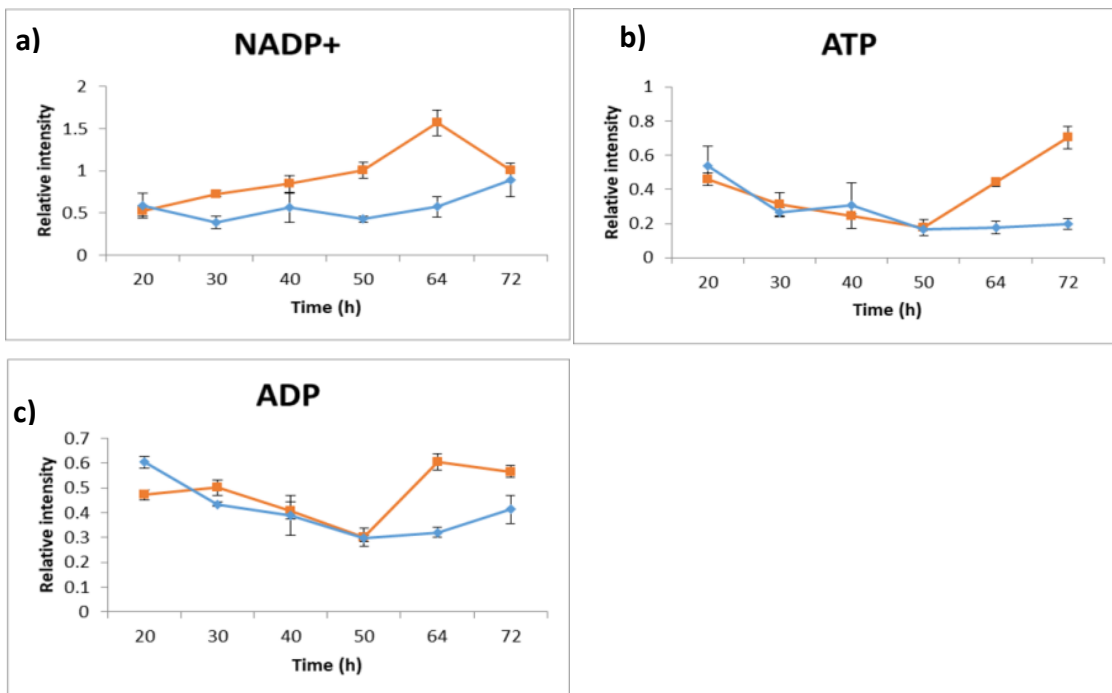 a)
NADP+
Relative intensity
2
1.5
1
0.5
0
20 30 40 50 64 72
Time (h)
b)
ATP
Relative intensity
1
0.8
0.6
0.4
0.2
0
20 30 40 50 64 72
Time (h)
c)
ADP
Relative intensity
0.7
0.6
0.5
0.4
0.3
0.2
0.1
0
20 30 40 50 64 72
Time (h)